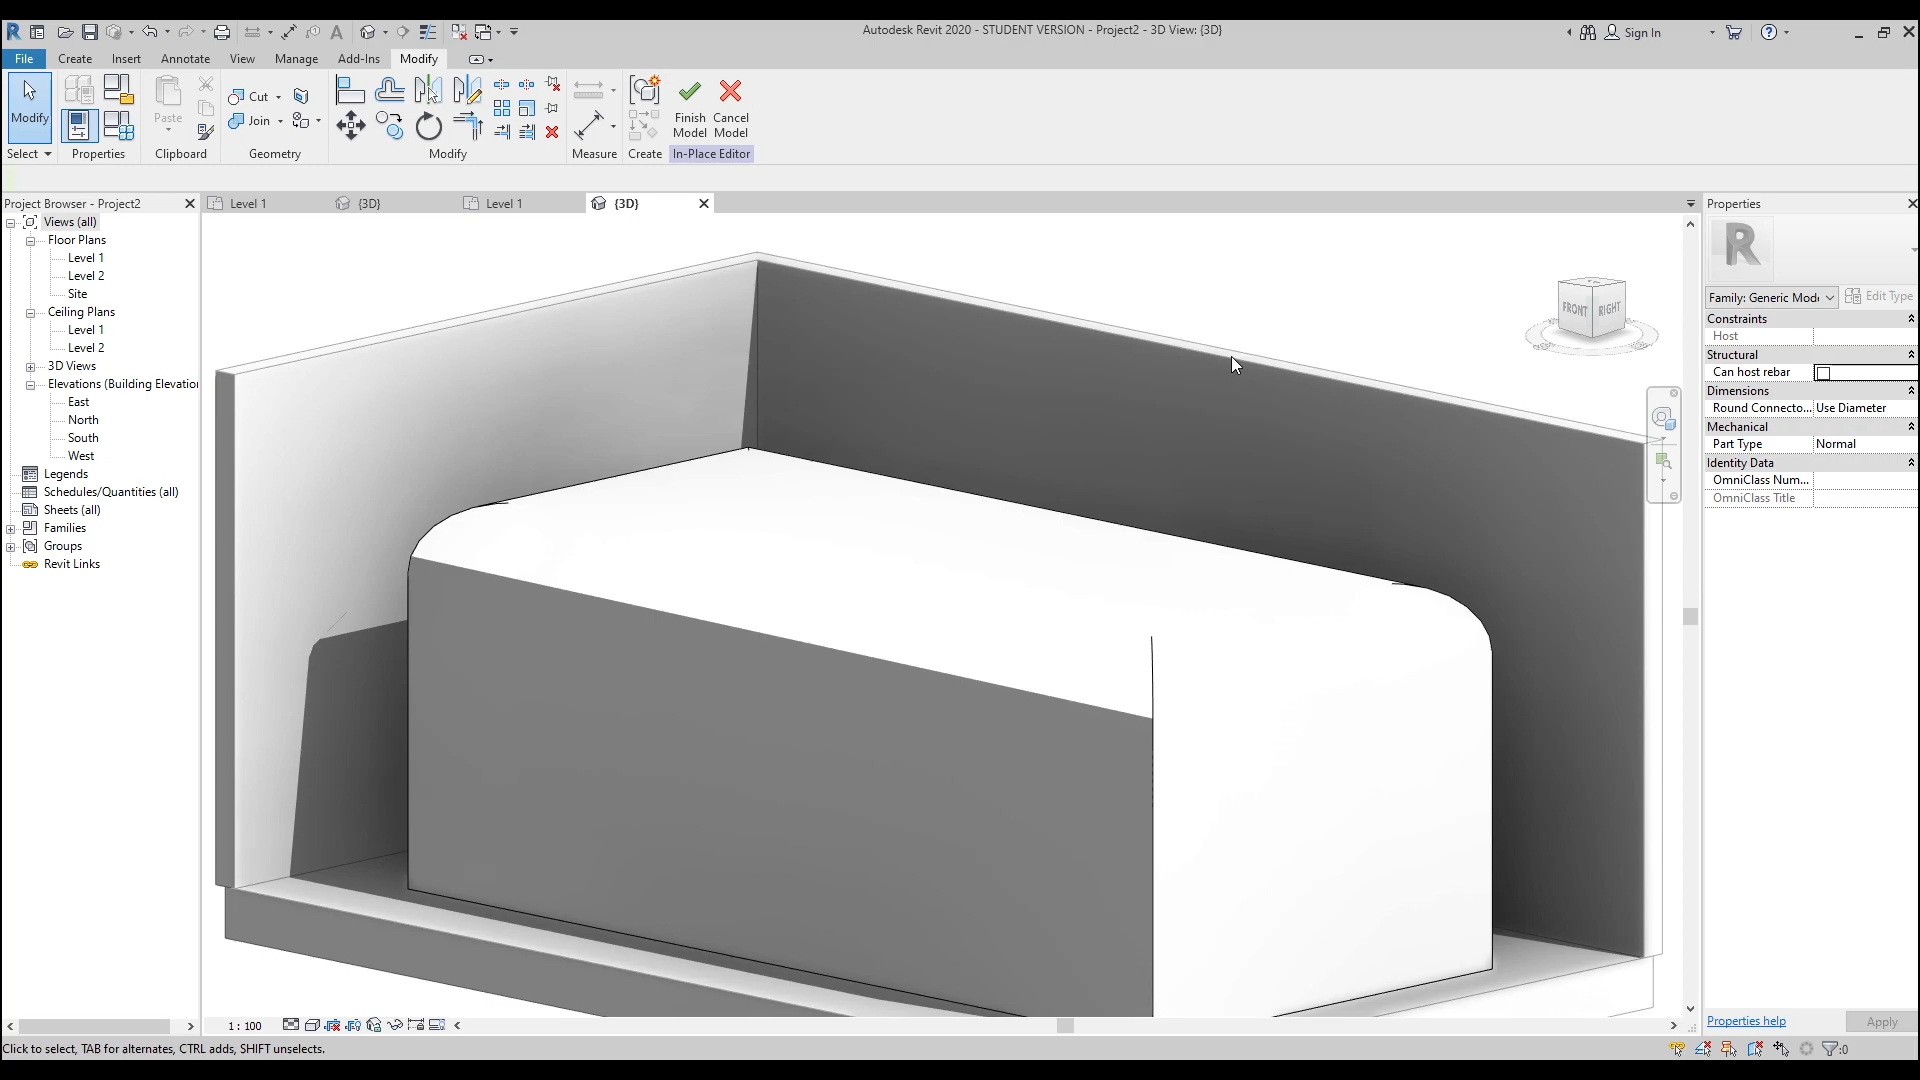 Autodesk Revit 2020 - STUDENT VERSION - Project2 - 3D View: {3D}
Sign In
File Create Insert Annotate View Manage Add-Ins Modify
Modify
Paste
Cut
Join
Finish Model
Cancel Model
Select Properties Clipboard Geometry Modify Measure Create In-Place Editor
Project Browser - Project2
Level 1 {3D} Level 1 {3D}
Properties
Views (all)
Floor Plans
Level 1
Level 2
Site
Ceiling Plans
Level 1
Level 2
3D Views
Elevations (Building Elevation
East
North
South
West
Legends
Schedules/Quantities (all)
Sheets (all)
Families
Groups
Revit Links
FRONT RIGHT
Family: Generic Mode
Edit Type
Constraints
Host
Structural
Can host rebar
Dimensions
Round Connecto... Use Diameter
Mechanical
Part Type Normal
Identity Data
OmniClass Num...
OmniClass Title
Properties help
Apply
1 : 100
Click to select, TAB for alternates, CTRL adds, SHIFT unselects.
:0